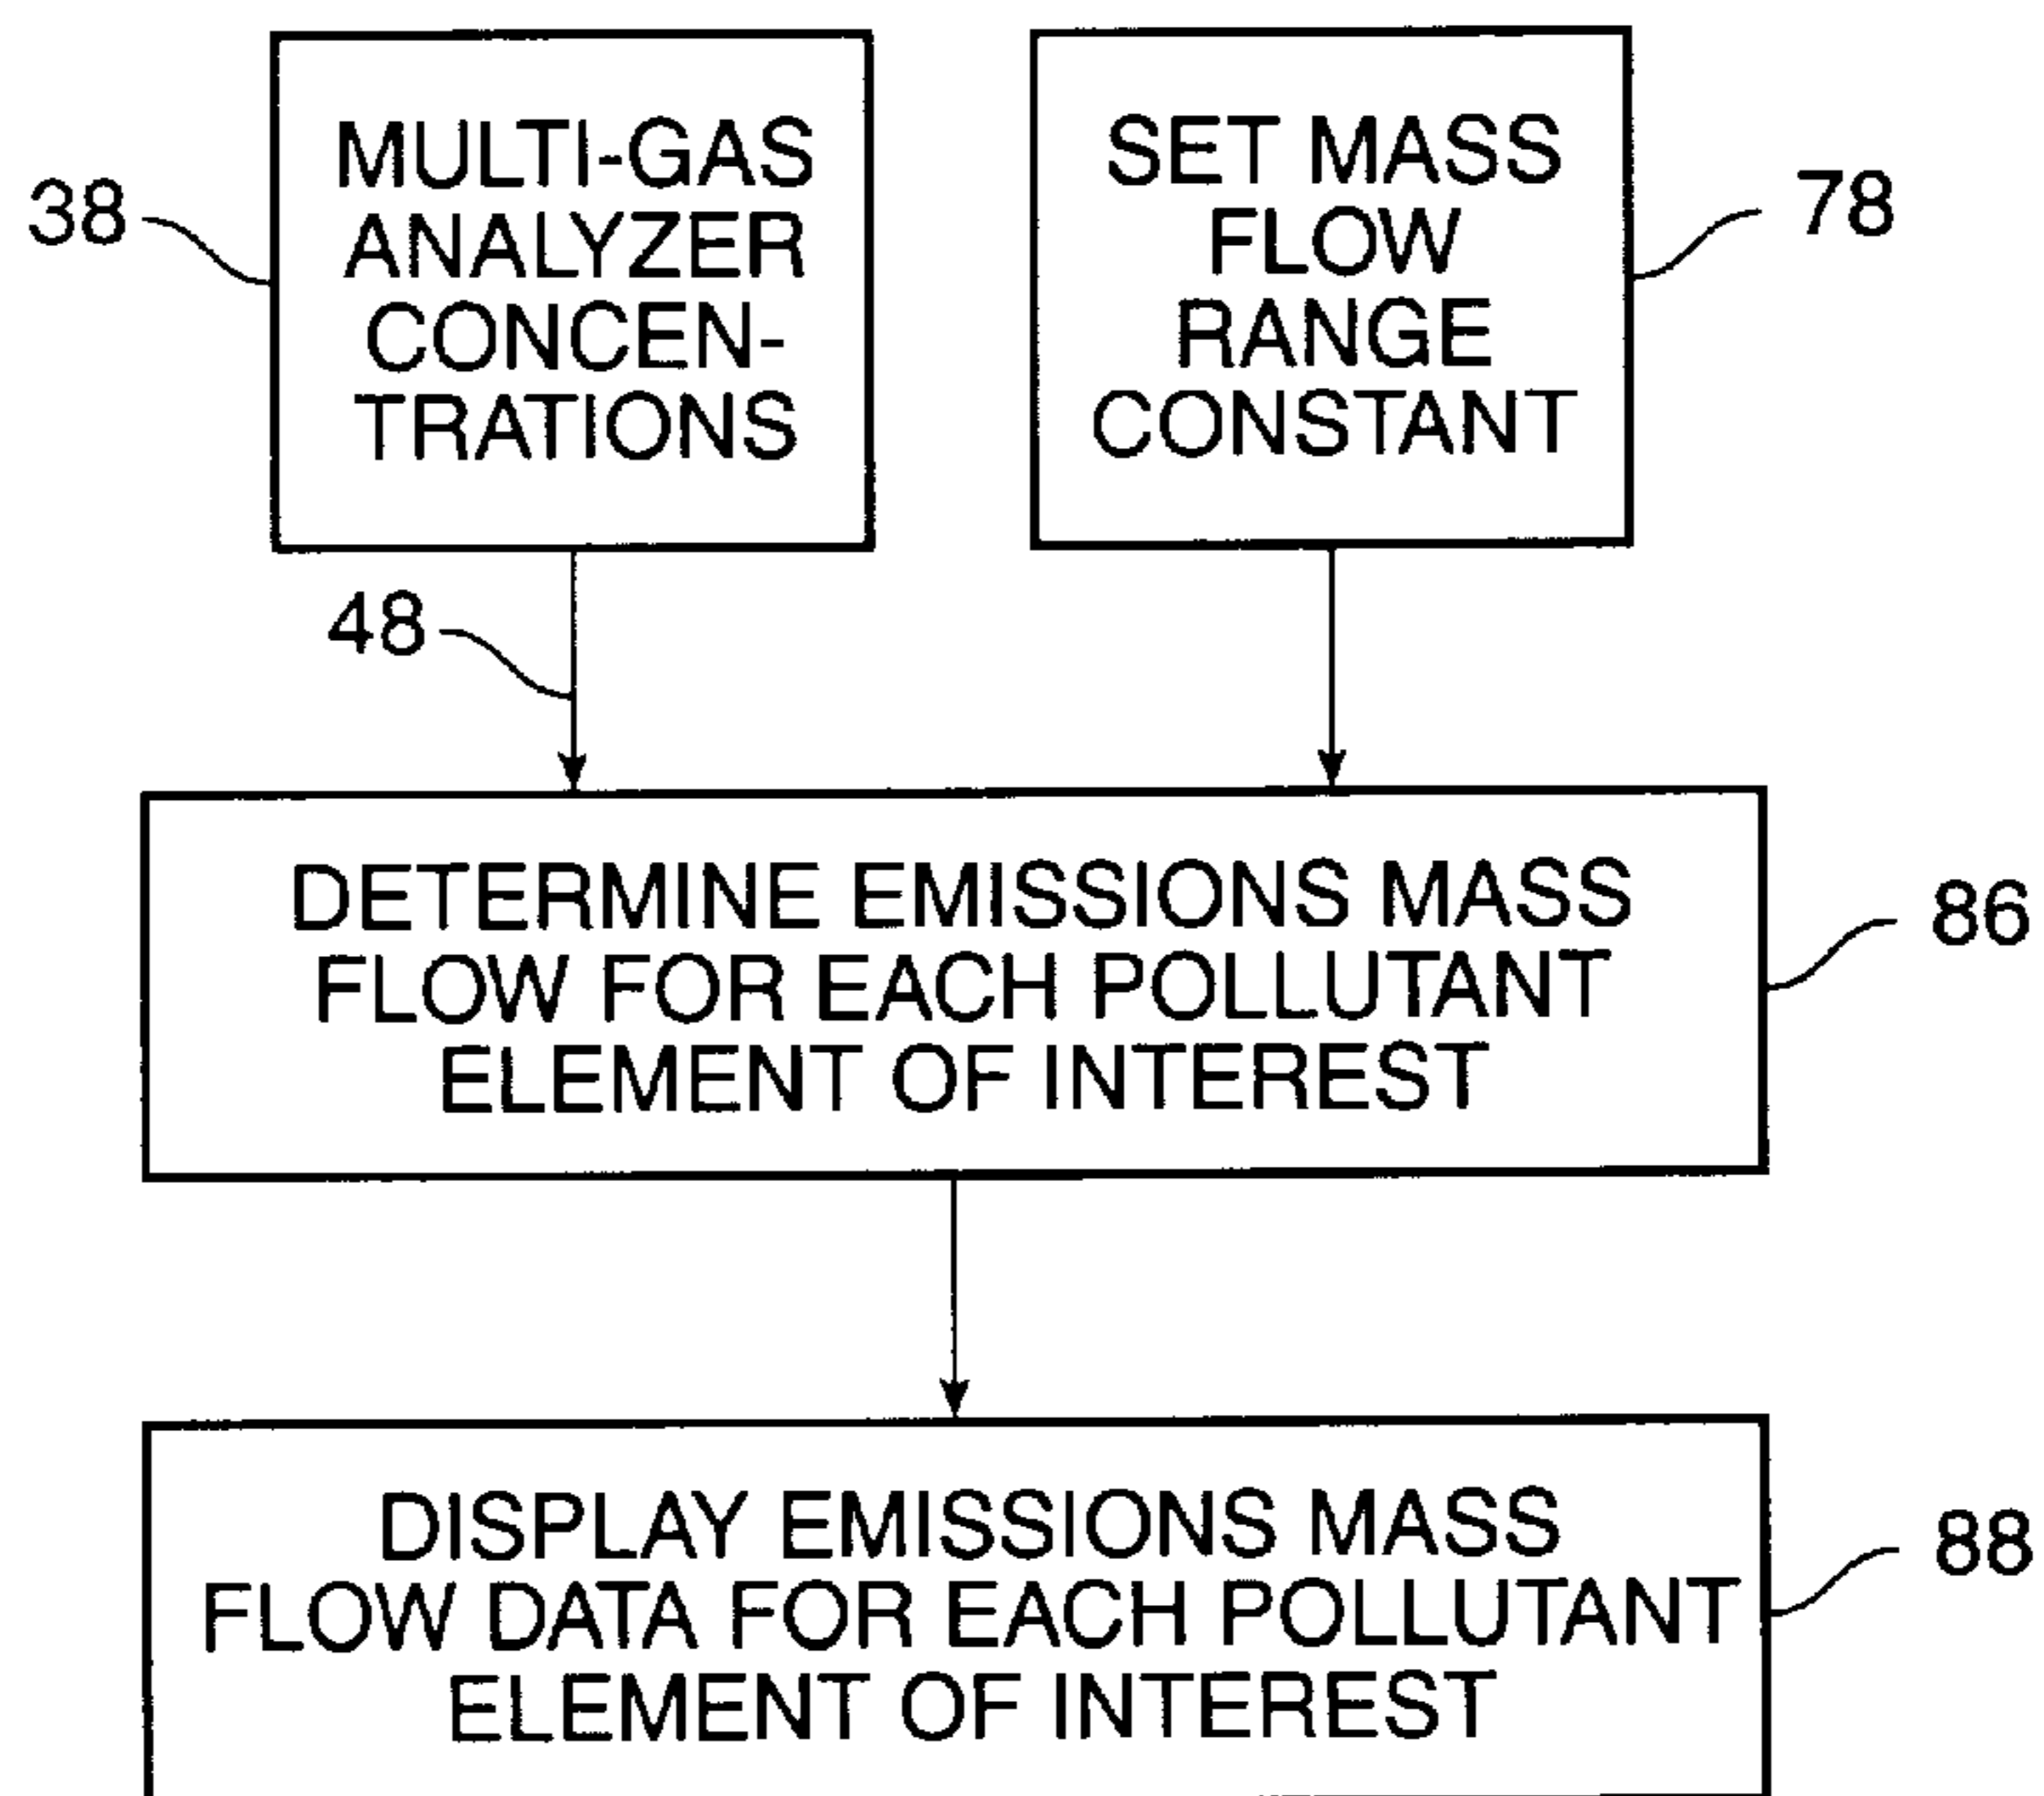 MULTI-GAS
ANALYZER
CONCEN-
TRATIONS
38
SET MASS
FLOW
RANGE
CONSTANT
78
48
DETERMINE EMISSIONS MASS
FLOW FOR EACH POLLUTANT
ELEMENT OF INTEREST
86
DISPLAY EMISSIONS MASS
FLOW DATA FOR EACH POLLUTANT
ELEMENT OF INTEREST
88